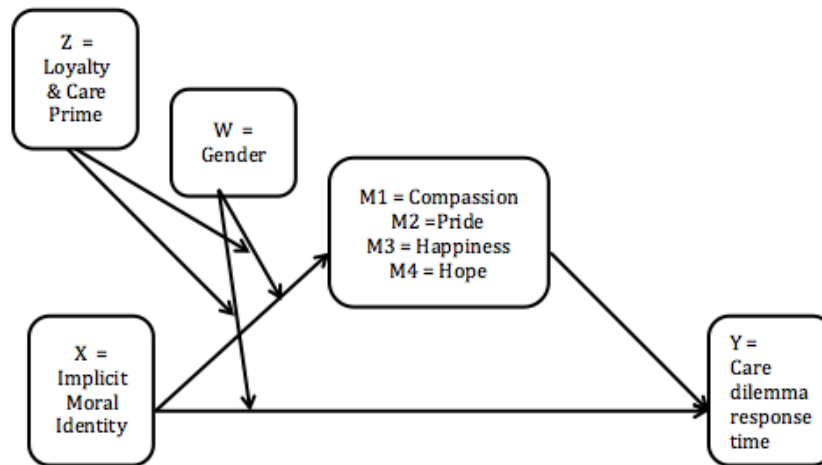 Z =
Loyalty
& Care
Prime
W =
Gender
M1 = Compassion
M2 =Pride
M3 = Happiness
M4 = Hope
X =
Implicit
Moral
Identity
Y =
Care
dilemma
response
time